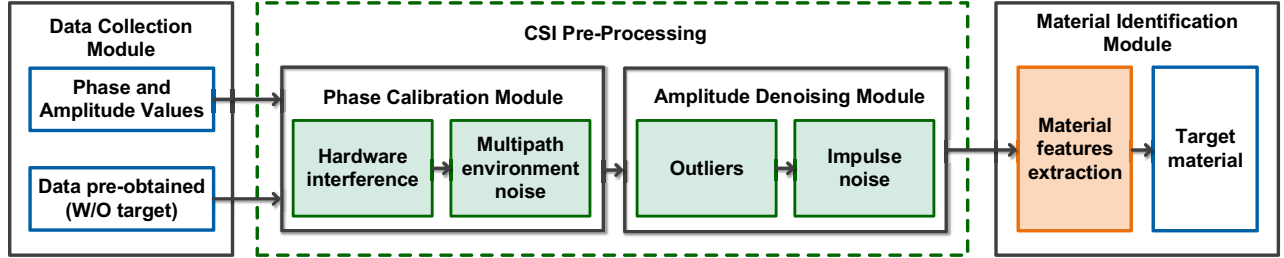 Data Collection
Module
Phase and
Amplitude Values
Data pre-obtained
(W/O target)
CSI Pre-Processing
Phase Calibration Module
Hardware
interference
Multipath
environment
noise
Amplitude Denoising Module
Outliers
Impulse
noise
Material Identification
Module
Material
features
extraction
Target
material